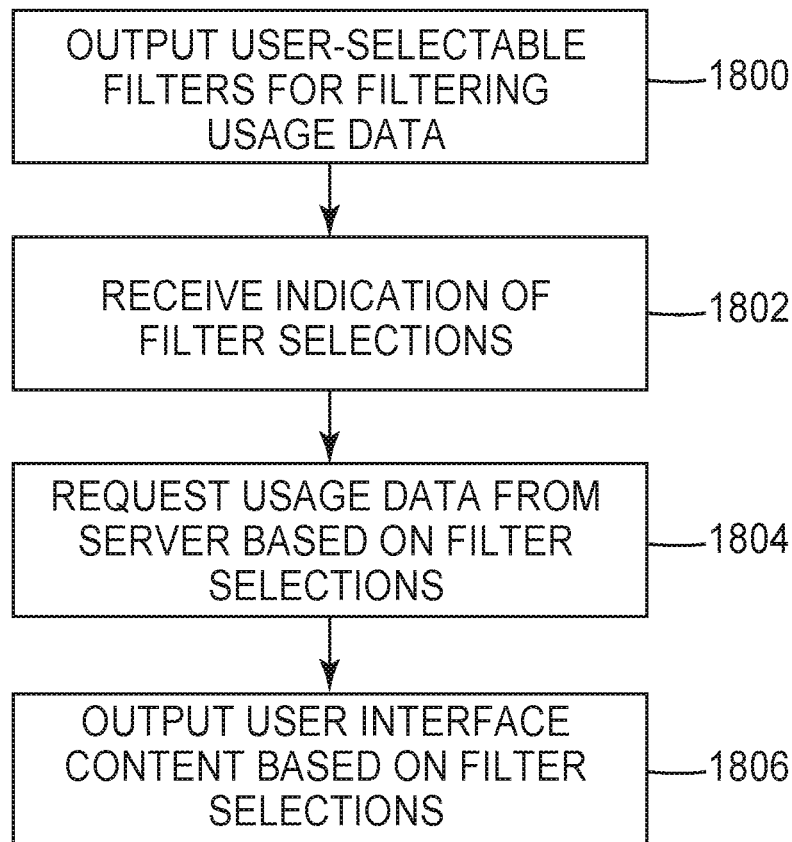 OUTPUT USER-SELECTABLE
FILTERS FOR FILTERING
USAGE DATA
1800
RECEIVE INDICATION OF
FILTER SELECTIONS
1802
REQUEST USAGE DATA FROM
SERVER BASED ON FILTER
SELECTIONS
1804
OUTPUT USER INTERFACE
CONTENT BASED ON FILTER
SELECTIONS
1806